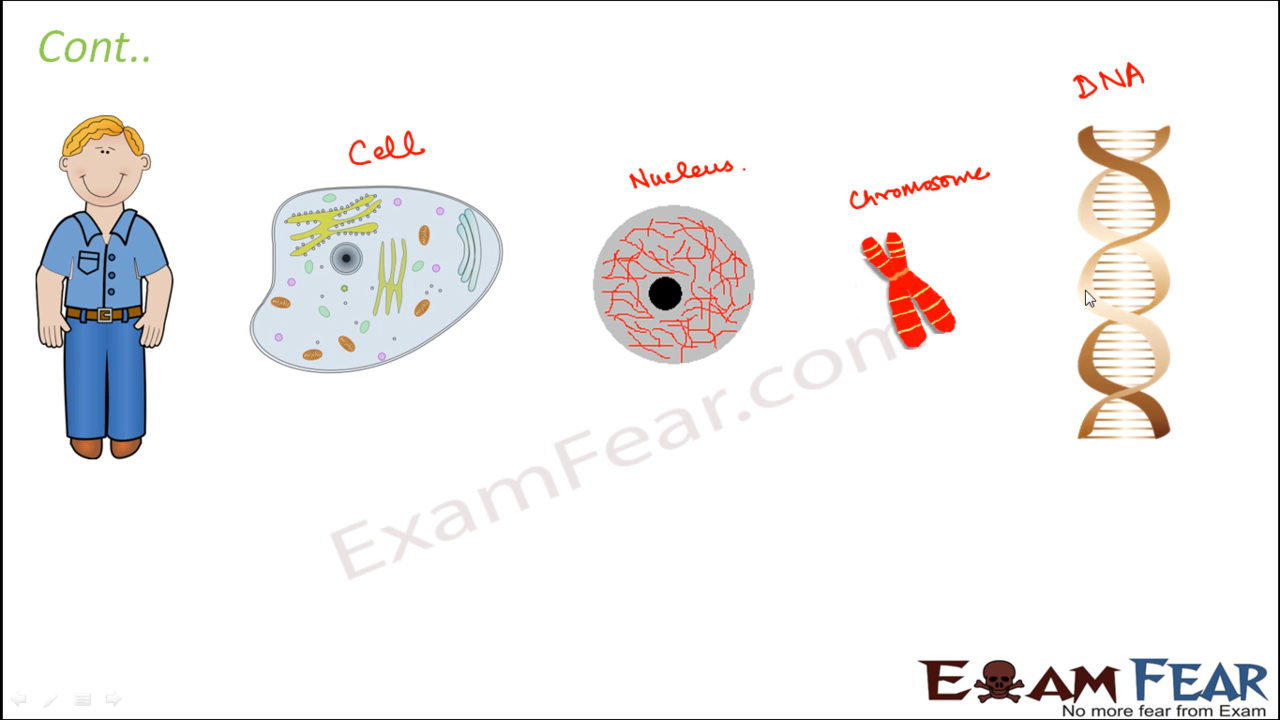 Cont..
DNA
Cell
Nucleus.
Chromosome
ExamFear.com
EXAM FEAR
No more fear from Exam